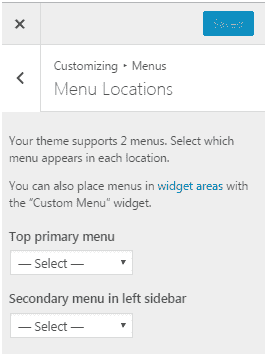 Saved
Customizing ‣ Menus
Menu Locations
Your theme supports 2 menus. Select which
menu appears in each location.
You can also place menus in widget areas with
the “Custom Menu” widget.
Top primary menu
— Select —
Secondary menu in left sidebar
— Select —